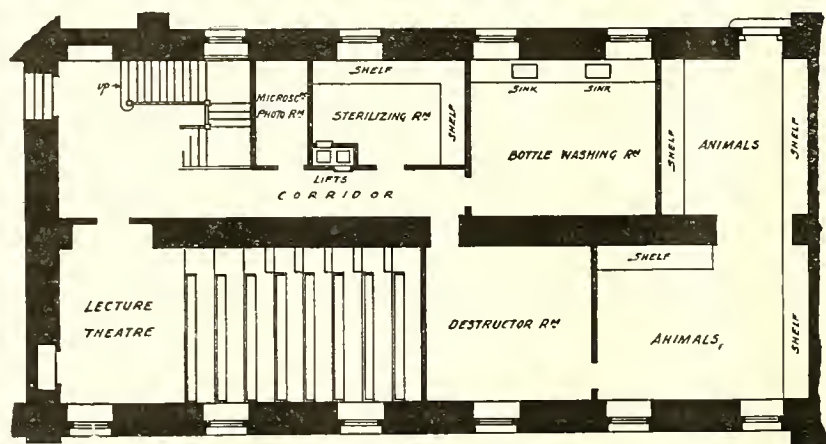 SHELF
UP
MICROSC PS
PHOTO RM
STERILIZING RM
SHELF
SINK
SINK
BOTTLE WASHING RM
SHELF
ANIMALS
SHELF
LIFTS
CORRIDOR
SHELF
LECTURE
THEATRE
DESTRUCTOR RM
ANIMALS
SHELF